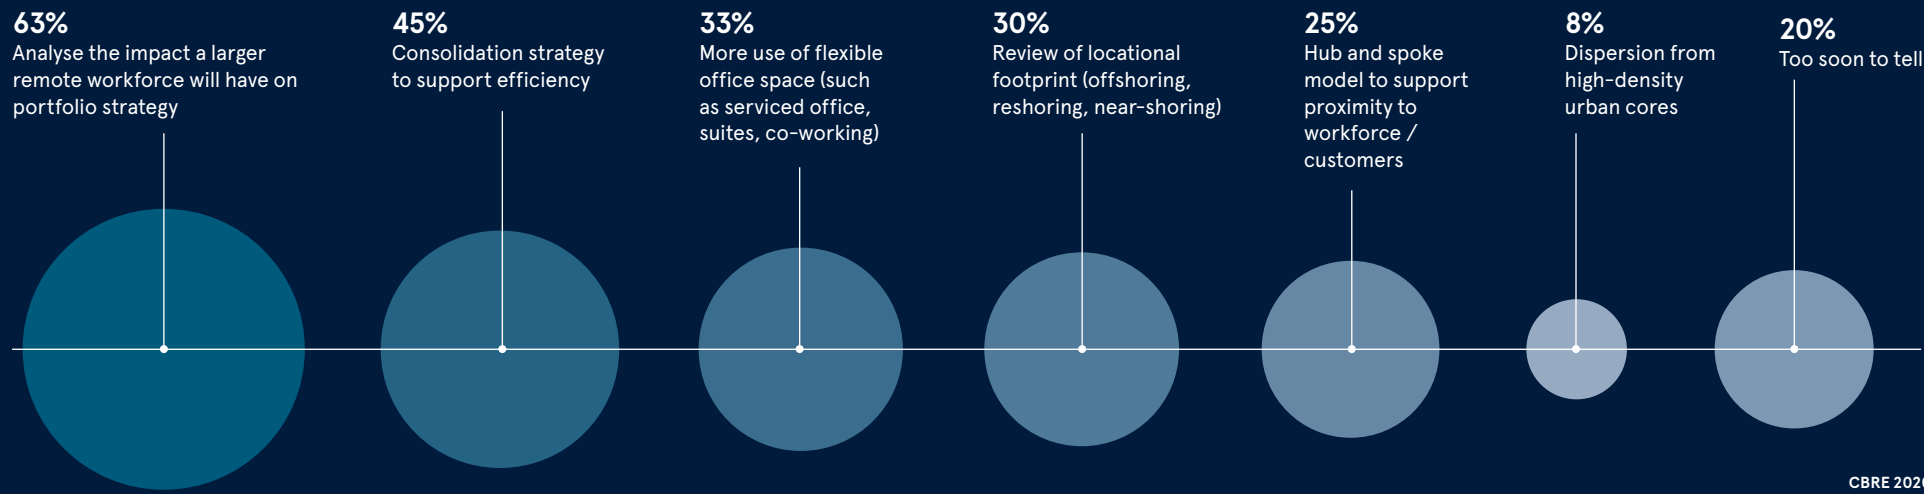 63%
Analyse the impact a larger
remote workforce will have on
portfolio strategy
45%
Consolidation strategy
to support efficiency
33%
More use of flexible
office space (such
as serviced office,
suites, co-working)
30%
Review of locational
footprint (offshoring,
reshoring, near-shoring)
25%
Hub and spoke
model to support
proximity to
workforce /
customers
8%
Dispersion from
high-density
urban cores
20%
Too soon to tell
CBRE 2020